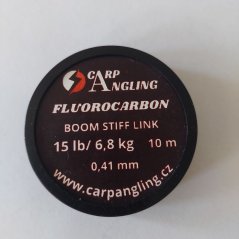 CARP
ANGLING
FLUOROCARBON
BOOM STIFF LINK
15 lb/ 6,8 kg 10 m
0,41 mm
www.carpangling.cz